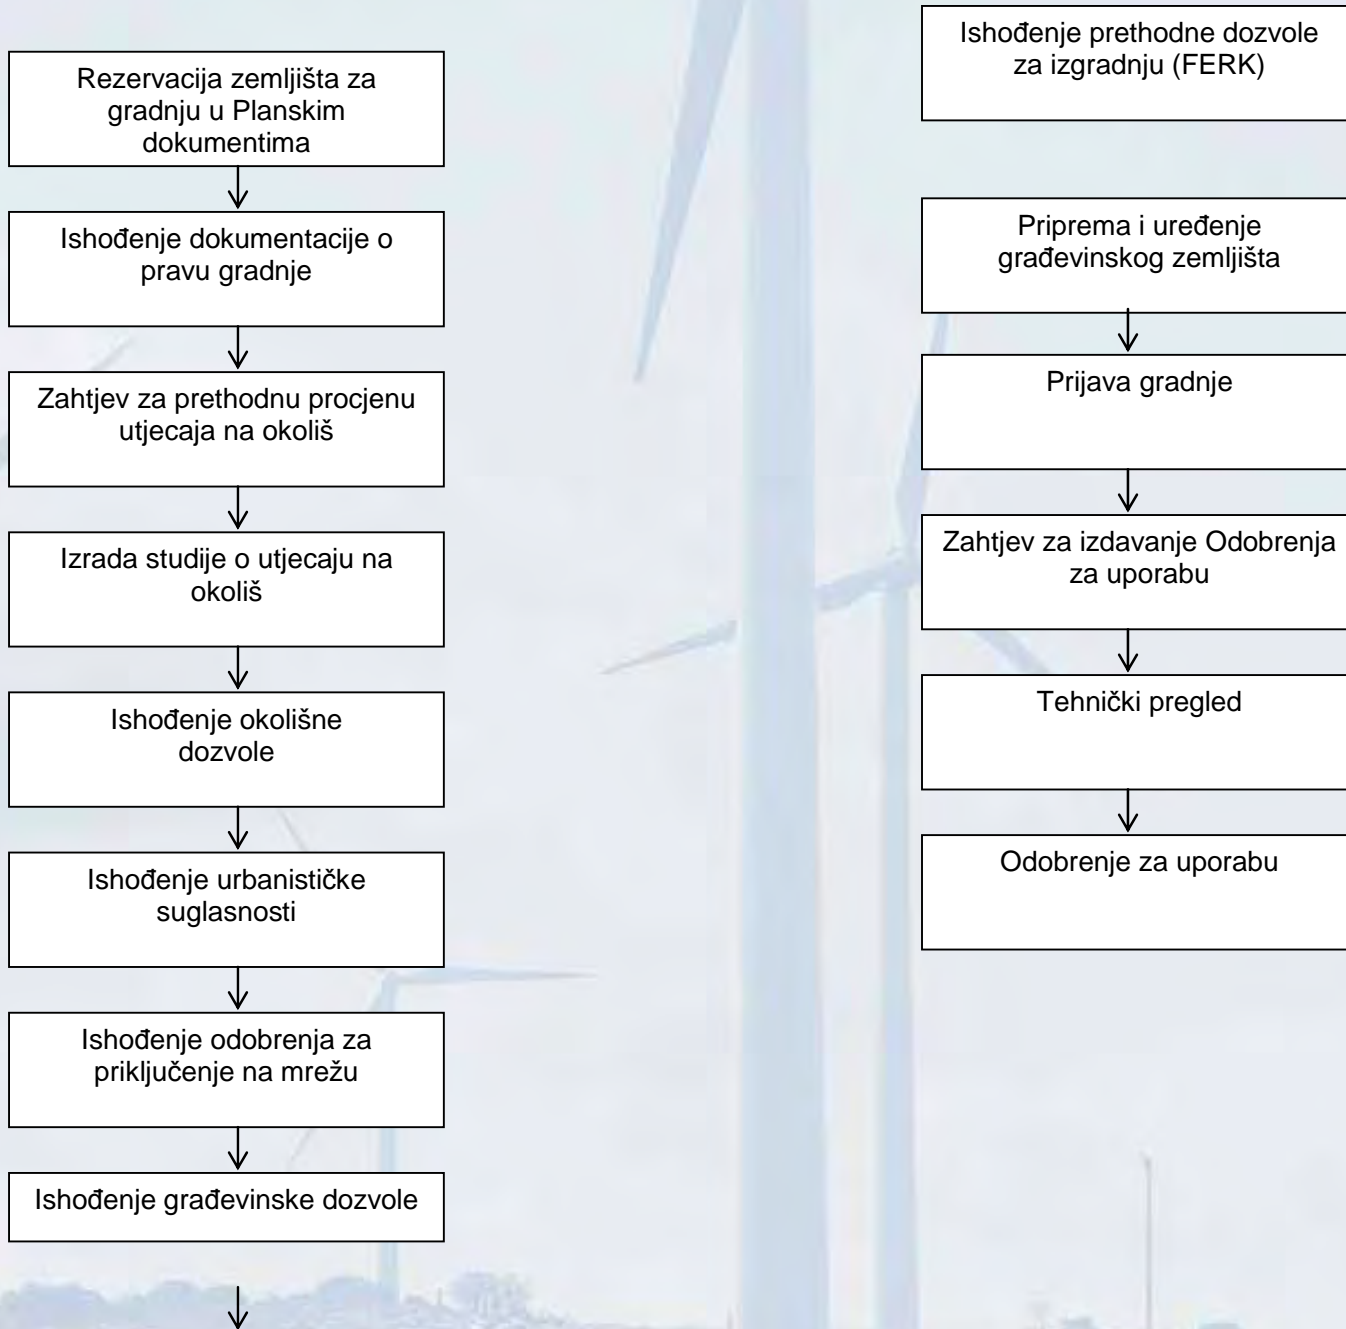 Rezervacija zemljišta za
gradnju u Planskim
dokumentima
Ishođenje dokumentacije o
pravu gradnje
Zahtjev za prethodnu procjenu
utjecaja na okoliš
Izrada studije o utjecaju na
okoliš
Ishođenje okolišne
dozvole
Ishođenje urbanističke
suglasnosti
Ishođenje odobrenja za
priključenje na mrežu
Ishođenje građevinske dozvole
Ishođenje prethodne dozvole
za izgradnju (FERK)
Priprema i uređenje
građevinskog zemljišta
Prijava gradnje
Zahtjev za izdavanje Odobrenja
za uporabu
Tehnički pregled
Odobrenje za uporabu